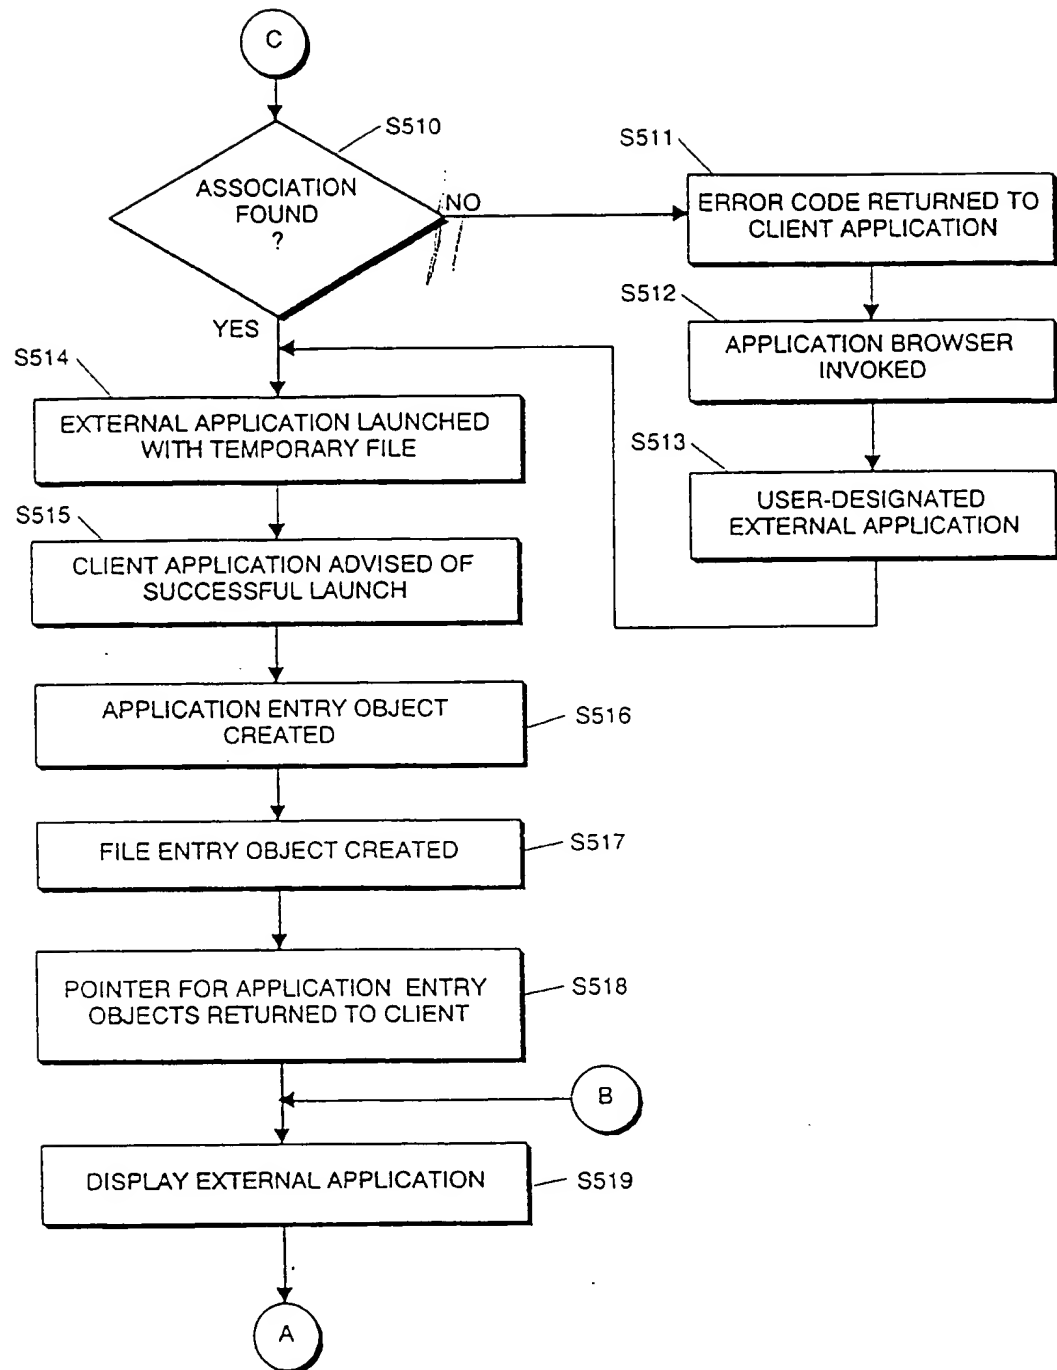 C
S510
ASSOCIATION
FOUND
?
NO
YES
S511
ERROR CODE RETURNED TO
CLIENT APPLICATION
S512
APPLICATION BROWSER
INVOKED
S513
USER-DESIGNATED
EXTERNAL APPLICATION
S514
EXTERNAL APPLICATION LAUNCHED
WITH TEMPORARY FILE
S515
CLIENT APPLICATION ADVISED OF
SUCCESSFUL LAUNCH
APPLICATION ENTRY OBJECT
CREATED
S516
FILE ENTRY OBJECT CREATED
S517
POINTER FOR APPLICATION ENTRY
OBJECTS RETURNED TO CLIENT
S518
B
DISPLAY EXTERNAL APPLICATION
S519
A